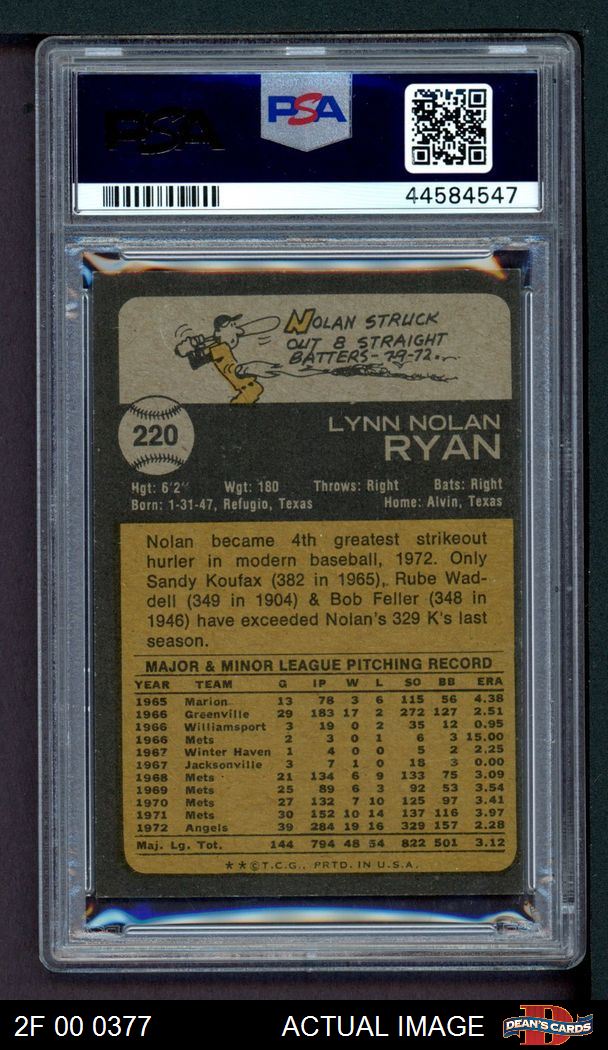 PSA
PSA
44584547
NOLAN STRUCK
OUT 8 STRAIGHT
BATTERS-7-9-72.
220
LYNN NOLAN
RYAN
Hgt: 6'2" Wgt: 180 Throws: Right Bats: Right
Born: 1-31-47, Refugio, Texas Home: Alvin, Texas
Nolan became 4th greatest strikeout
hurler in modern baseball, 1972. Only
Sandy Koufax (382 in 1965), Rube Wad-
dell (349 in 1904) & Bob Feller (348 in
1946) have exceeded Nolan's 329 K's last
season.
MAJOR & MINOR LEAGUE PITCHING RECORD
YEAR TEAM G IP W L SO BB ERA
1965 Marion 13 78 3 6 115 56 4.38
1966 Greenville 29 183 17 2 272 127 2.51
1966 Williamsport 3 19 0 2 35 12 0.95
1966 Mets 2 3 0 1 6 3 15.00
1967 Winter Haven 1 4 0 0 5 2 2.25
1967 Jacksonville 3 7 1 0 18 3 0.00
1968 Mets 21 134 6 9 133 75 3.09
1969 Mets 25 89 6 3 92 53 3.54
1970 Mets 27 132 7 10 125 97 3.41
1971 Mets 30 152 10 14 137 116 3.97
1972 Angels 39 284 19 16 329 157 2.28
Maj. Lg. Tot. 144 794 48 54 822 501 3.12
**©T.C.G., PRTD. IN U.S.A.
2F 00 0377 ACTUAL IMAGE DEAN'S CARDS